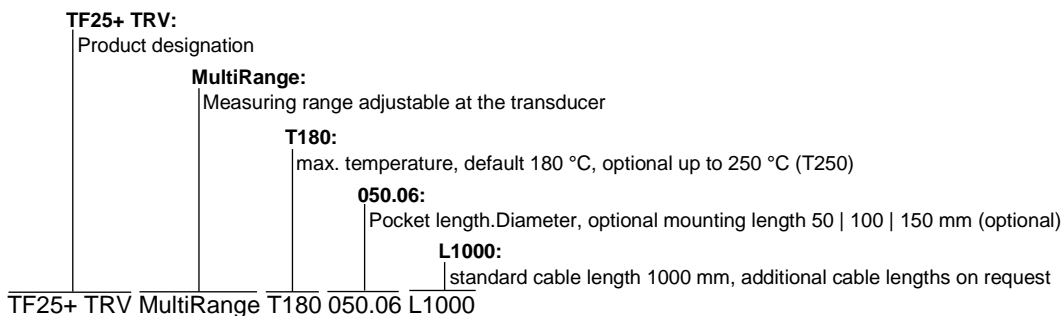 TF25+ TRV:
Product designation
MultiRange:
Measuring range adjustable at the transducer
T180:
max. temperature, default 180 °C, optional up to 250 °C (T250)
050.06:
Pocket length.Diameter, optional mounting length 50 | 100 | 150 mm (optional)
L1000:
standard cable length 1000 mm, additional cable lengths on request
TF25+ TRV MultiRange T180 050.06 L1000